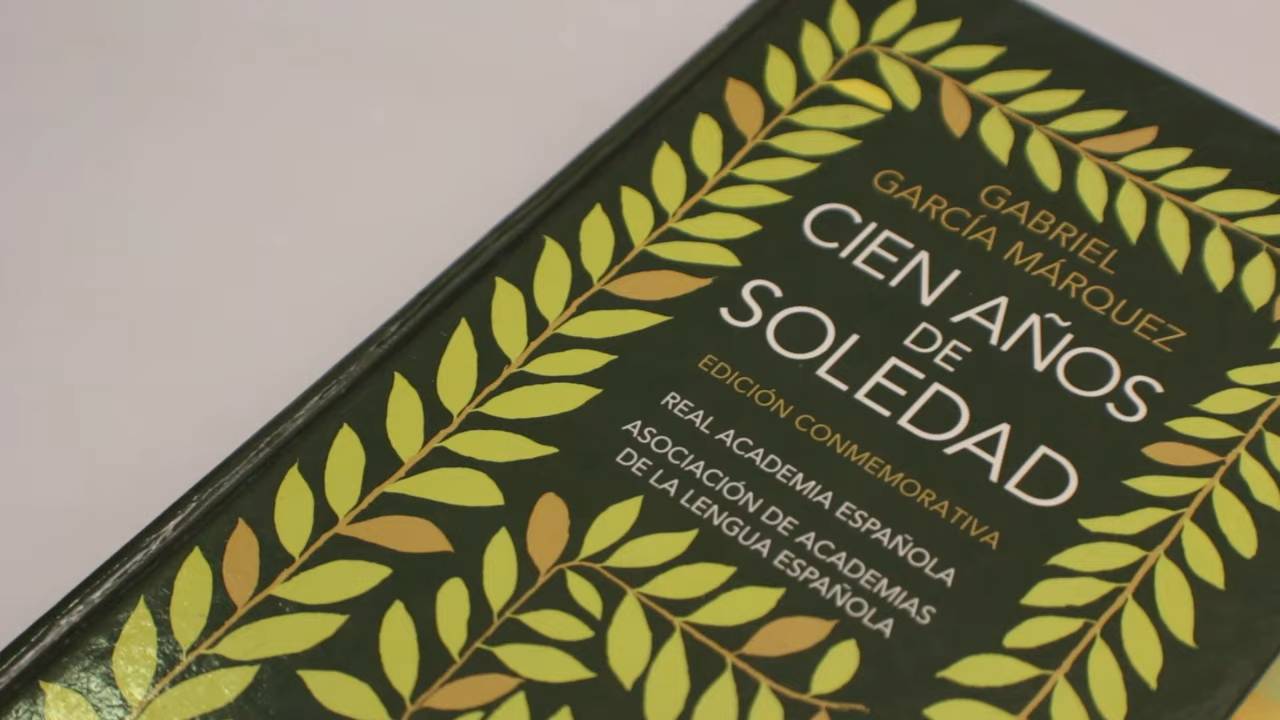 GABRIEL
GARCÍA MÁRQUEZ
CIEN AÑOS
DE
SOLEDAD
EDICIÓN CONMEMORATIVA
REAL ACADEMIA ESPAÑOLA
ASOCIACIÓN DE ACADEMIAS
DE LA LENGUA ESPAÑOLA